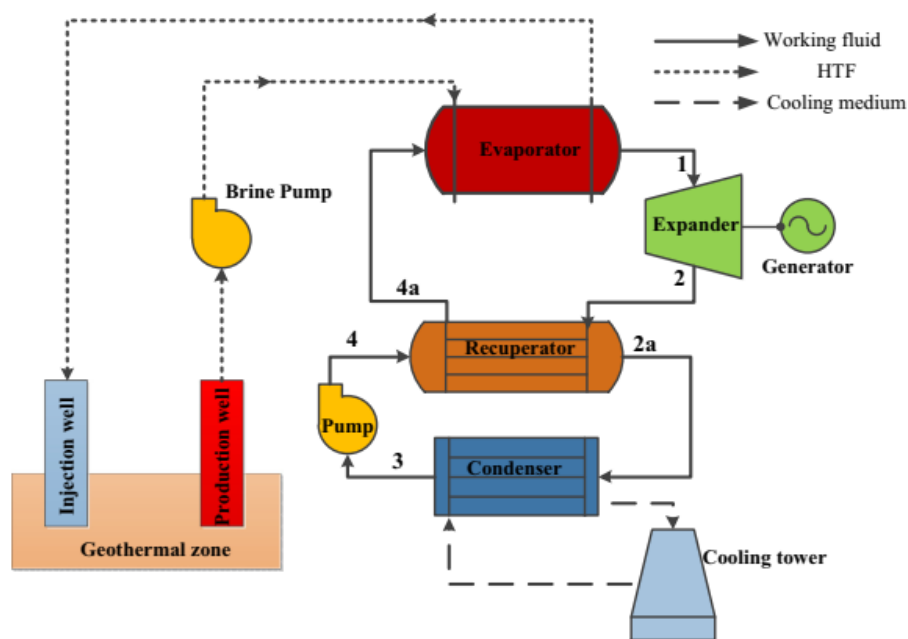 Working fluid
HTF
Cooling medium
Evaporator
1
Brine Pump
Expander
Generator
2
4a
4
Recuperator
2a
Pump
3
Condenser
Injection well
Production well
Geothermal zone
Cooling tower